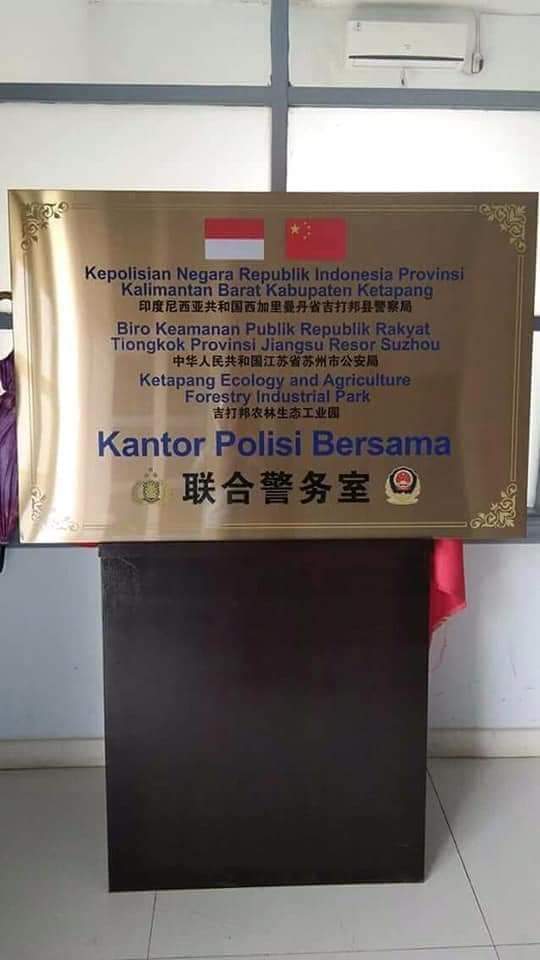 Kepolisian Negara Republik Indonesia Provinsi
Kalimantan Barat Kabupaten Ketapang
印度尼西亚共和国西加里曼丹省吉打邦县警察局
Biro Keamanan Publik Republik Rakyat
Tiongkok Provinsi Jiangsu Resor Suzhou
中华人民共和国江苏省苏州市公安局
Ketapang Ecology and Agriculture
Forestry Industrial Park
吉打邦农林生态工业园
Kantor Polisi Bersama
联合警务室